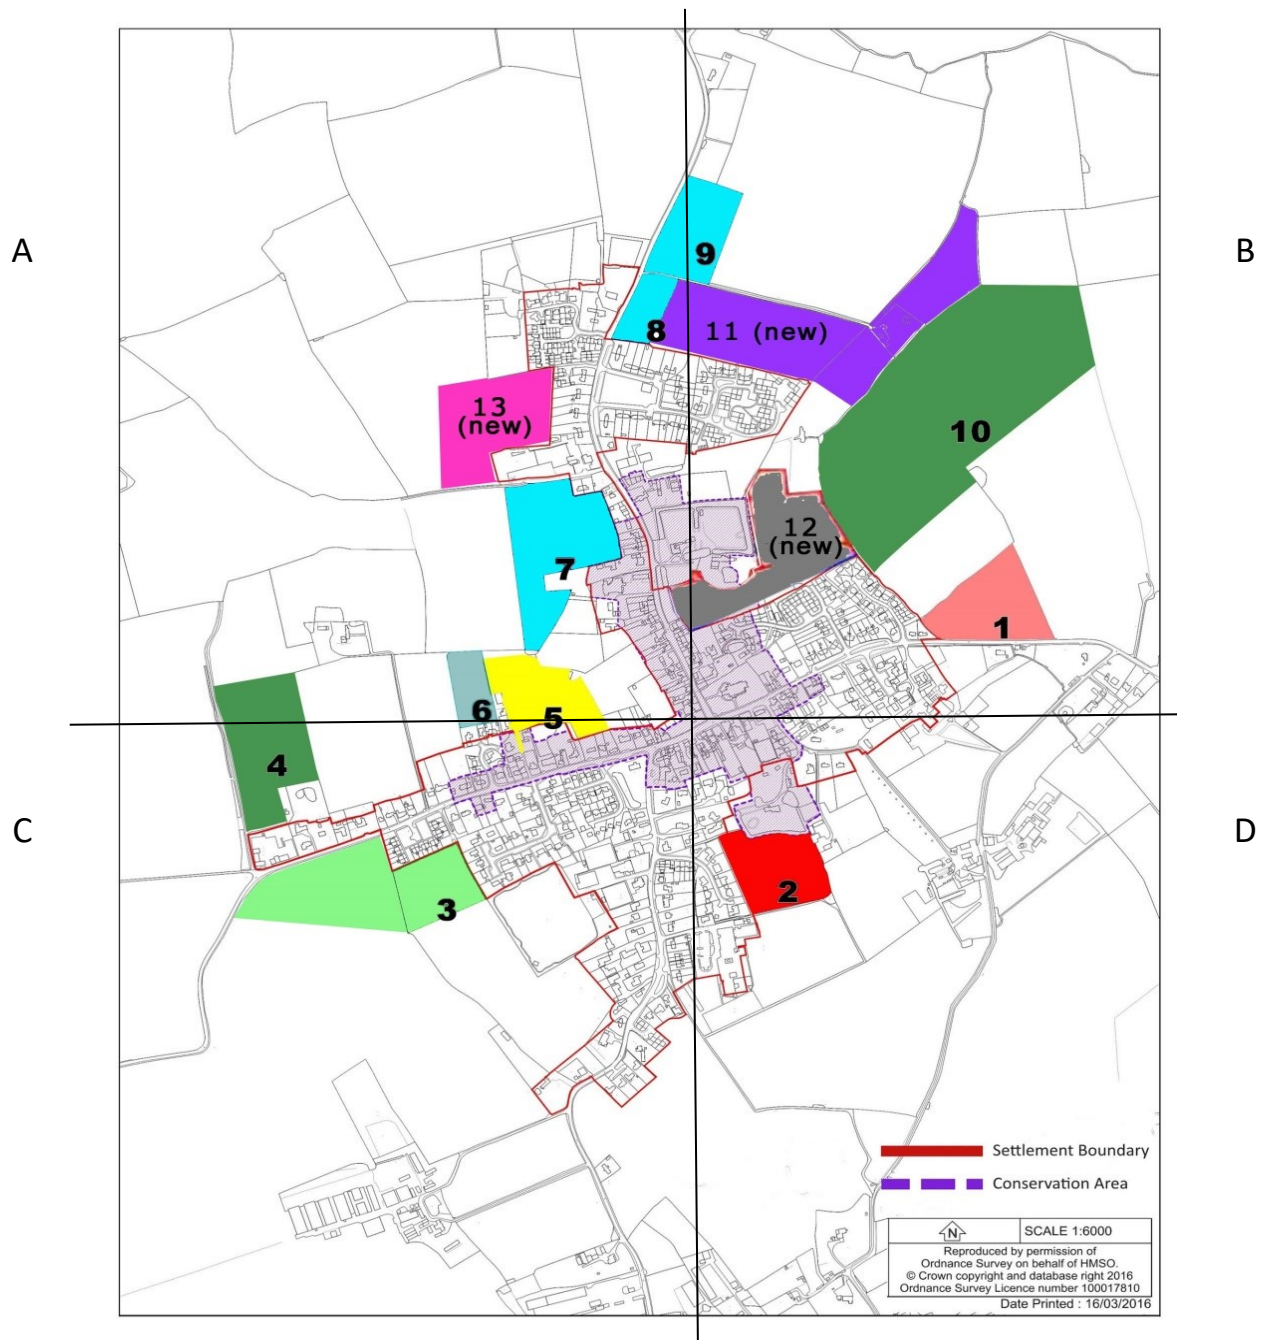 A
B
9
8
11 (new)
13
(new)
10
12
(new)
7
1
6
5
4
C
D
2
3
Settlement Boundary
Conservation Area
N
SCALE 1:6000
Reproduced by permission of
Ordnance Survey on behalf of HMSO.
© Crown copyright and database right 2016
Ordnance Survey Licence number 100017810
Date Printed : 16/03/2016